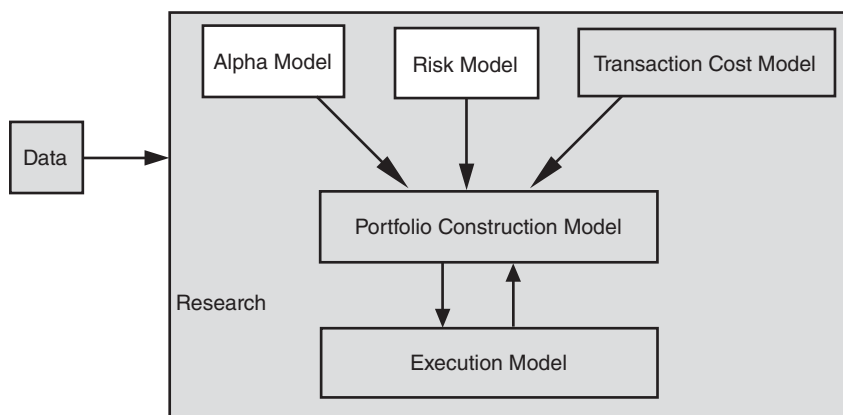 Alpha Model
Risk Model
Transaction Cost Model
Data
Portfolio Construction Model
Research
Execution Model